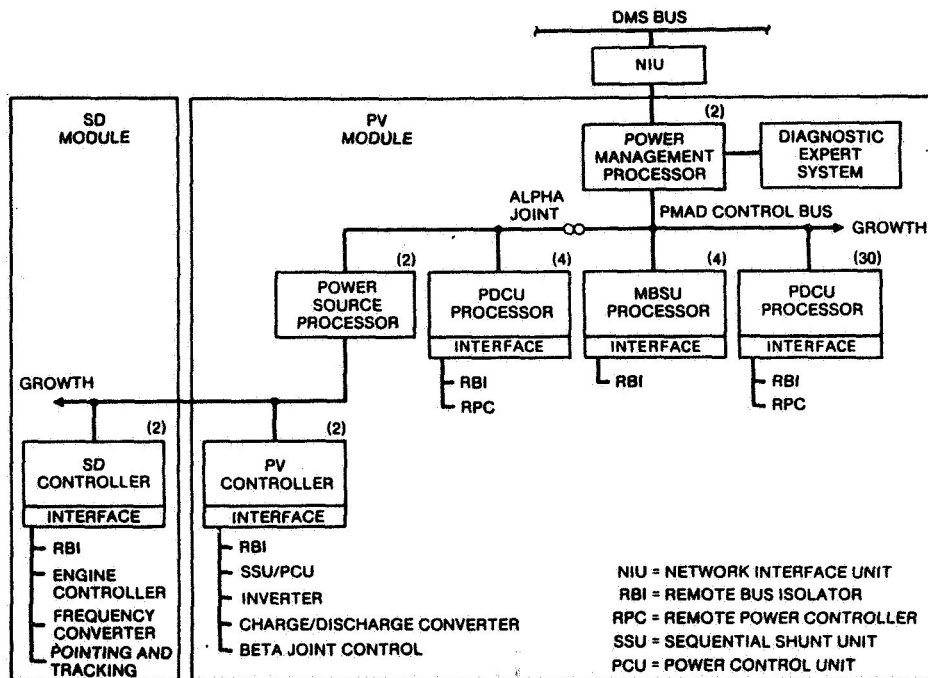 DMS BUS
NIU
SD
MODULE
PV
MODULE
(2)
POWER
MANAGEMENT
PROCESSOR
DIAGNOSTIC
EXPERT
SYSTEM
ALPHA
JOINT
PMAD CONTROL BUS
GROWTH
(2)
POWER
SOURCE
PROCESSOR
(4)
PDCU
PROCESSOR
INTERFACE
RBI
RPC
(4)
MBSU
PROCESSOR
INTERFACE
RBI
(30)
PDCU
PROCESSOR
INTERFACE
RBI
RPC
GROWTH
(2)
SD
CONTROLLER
INTERFACE
RBI
ENGINE
CONTROLLER
FREQUENCY
CONVERTER
POINTING AND
TRACKING
(2)
PV
CONTROLLER
INTERFACE
RBI
SSU/PCU
INVERTER
CHARGE/DISCHARGE CONVERTER
BETA JOINT CONTROL
NIU = NETWORK INTERFACE UNIT
RBI = REMOTE BUS ISOLATOR
RPC = REMOTE POWER CONTROLLER
SSU = SEQUENTIAL SHUNT UNIT
PCU = POWER CONTROL UNIT